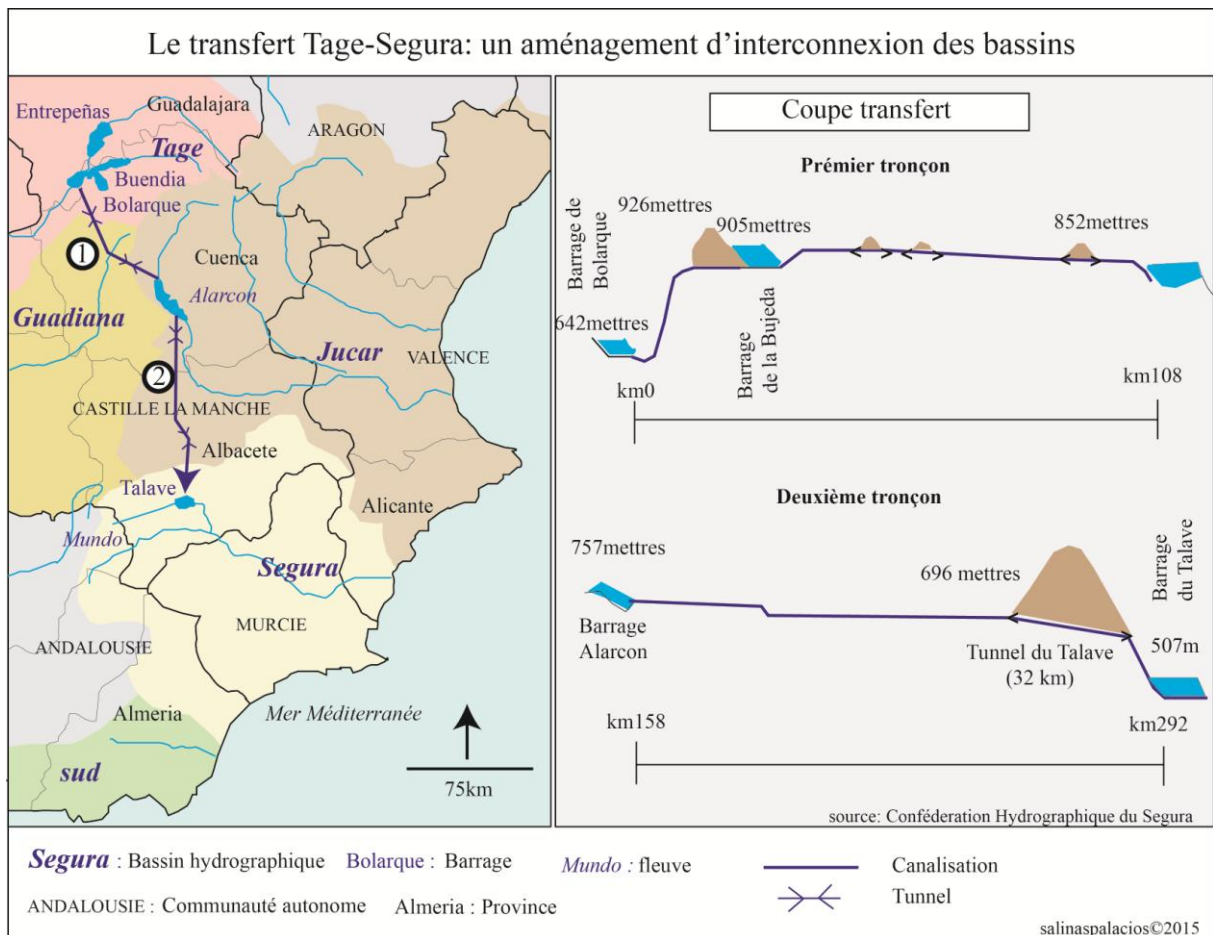 Le transfert Tage-Segura: un aménagement d’interconnexion des bassins
Entrepeñas
Guadalajara
ARAGON
Tage
Buendia
Bolarque
1
Cuenca
Guadiana
Alarcon
Jucar
VALENCE
2
CASTILLE LA MANCHE
Albacete
Talave
Alicante
Mundo
Segura
MURCIE
ANDALOUSIE
Almeria
Mer Méditerranée
sud
75km
Coupe transfert
Prémier tronçon
926mettres
905mettres
852mettres
Barrage de
Bolarque
642mettres
Barrage
de la Bujeda
km0
km108
Deuxième tronçon
757mettres
696 mettres
Barrage
du Talave
Barrage
Alarcon
Tunnel du Talave
(32 km)
507m
km158
km292
source: Conféderation Hydrographique du Segura
Segura : Bassin hydrographique
Bolarque : Barrage
Mundo : fleuve
Canalisation
ANDALOUSIE : Communauté autonome
Almeria : Province
Tunnel
salinaspalacios©2015